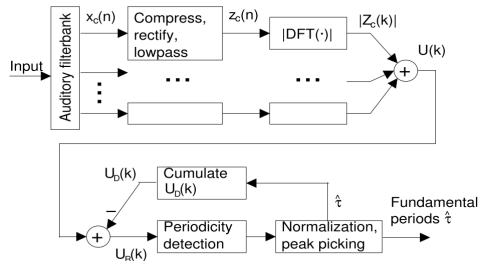 x_c(n)
Compress,
rectify,
lowpass
z_c(n)
|DFT(·)|
|Z_c(k)|
U(k)
Input
Auditory filterbank
+
U_D(k)
Cumulate
U_D(k)
τ̂
Fundamental
periods τ̂
−
+
U_R(k)
Periodicity
detection
Normalization,
peak picking